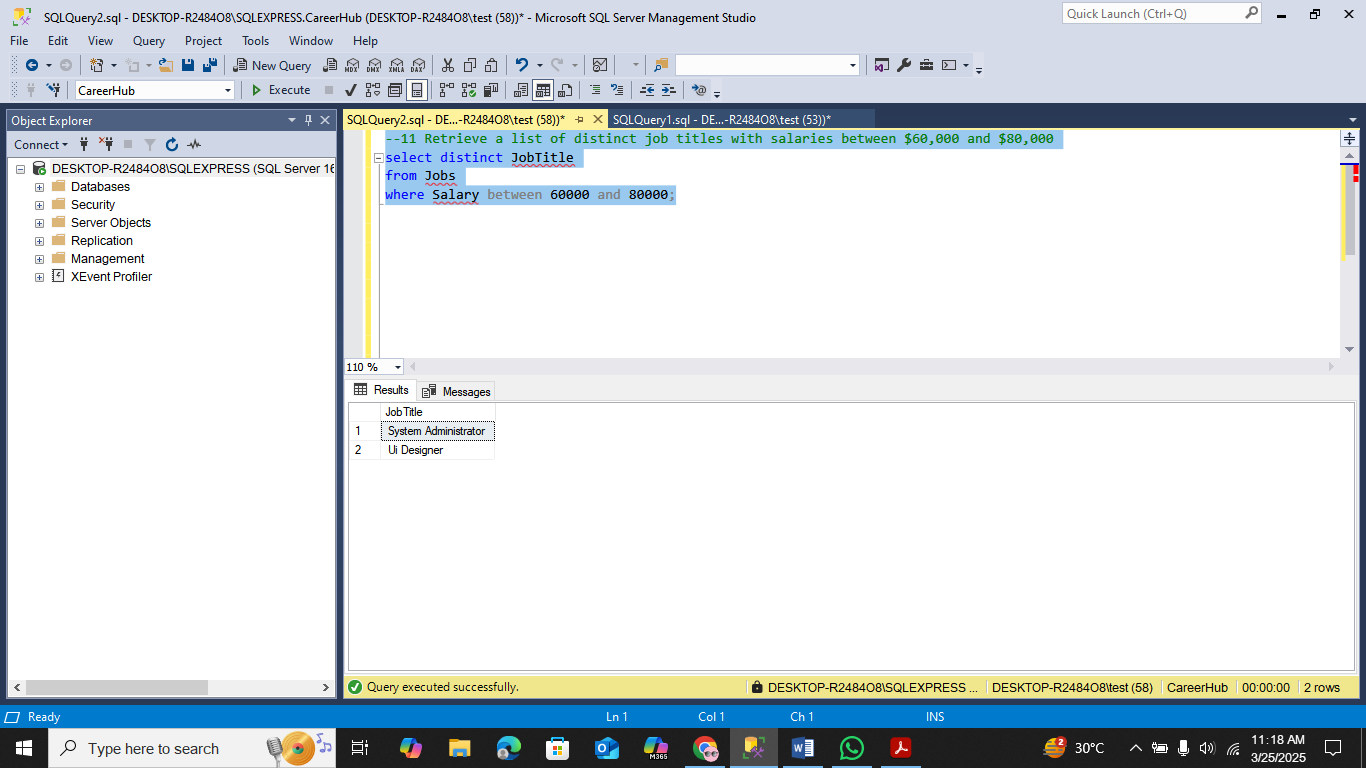 SQLQuery2.sql - DESKTOP-R2484O8\SQLEXPRESS.CareerHub (DESKTOP-R2484O8\test (58))* - Microsoft SQL Server Management Studio
Quick Launch (Ctrl+Q)
File Edit View Query Project Tools Window Help
New Query
MDX DMX XMLA DAX
CareerHub
Execute
Object Explorer
Connect
DESKTOP-R2484O8\SQLEXPRESS (SQL Server 16
Databases
Security
Server Objects
Replication
Management
XEvent Profiler
SQLQuery2.sql - DE...-R2484O8\test (58))*
SQLQuery1.sql - DE...-R2484O8\test (53))*
--11 Retrieve a list of distinct job titles with salaries between $60,000 and $80,000
select distinct JobTitle
from Jobs
where Salary between 60000 and 80000;
110 %
Results
Messages
JobTitle
1 System Administrator
2 Ui Designer
Query executed successfully.
DESKTOP-R2484O8\SQLEXPRESS ... DESKTOP-R2484O8\test (58) CareerHub 00:00:00 2 rows
Ready Ln 1 Col 1 Ch 1 INS
Type here to search
M365
2
30°C
11:18 AM
3/25/2025